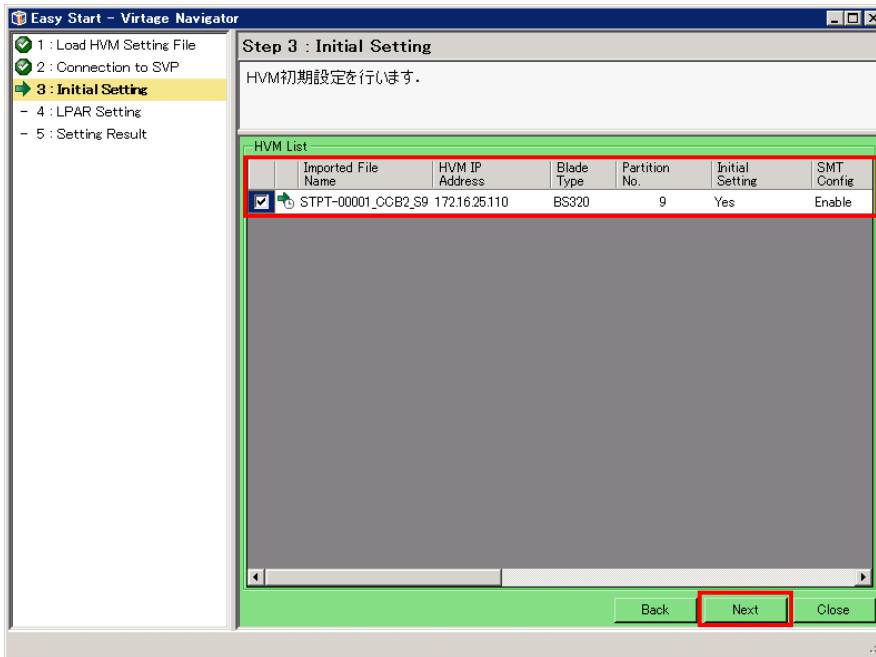 Easy Start - Virtage Navigator
1 : Load HVM Setting File
2 : Connection to SVP
3 : Initial Setting
- 4 : LPAR Setting
- 5 : Setting Result
Step 3 : Initial Setting
HVM初期設定を行います.
HVM List
Imported File Name HVM IP Address Blade Type Partition No. Initial Setting SMT Config
STPT-00001_CCB2_S9 172.16.25.110 BS320 9 Yes Enable
Back Next Close